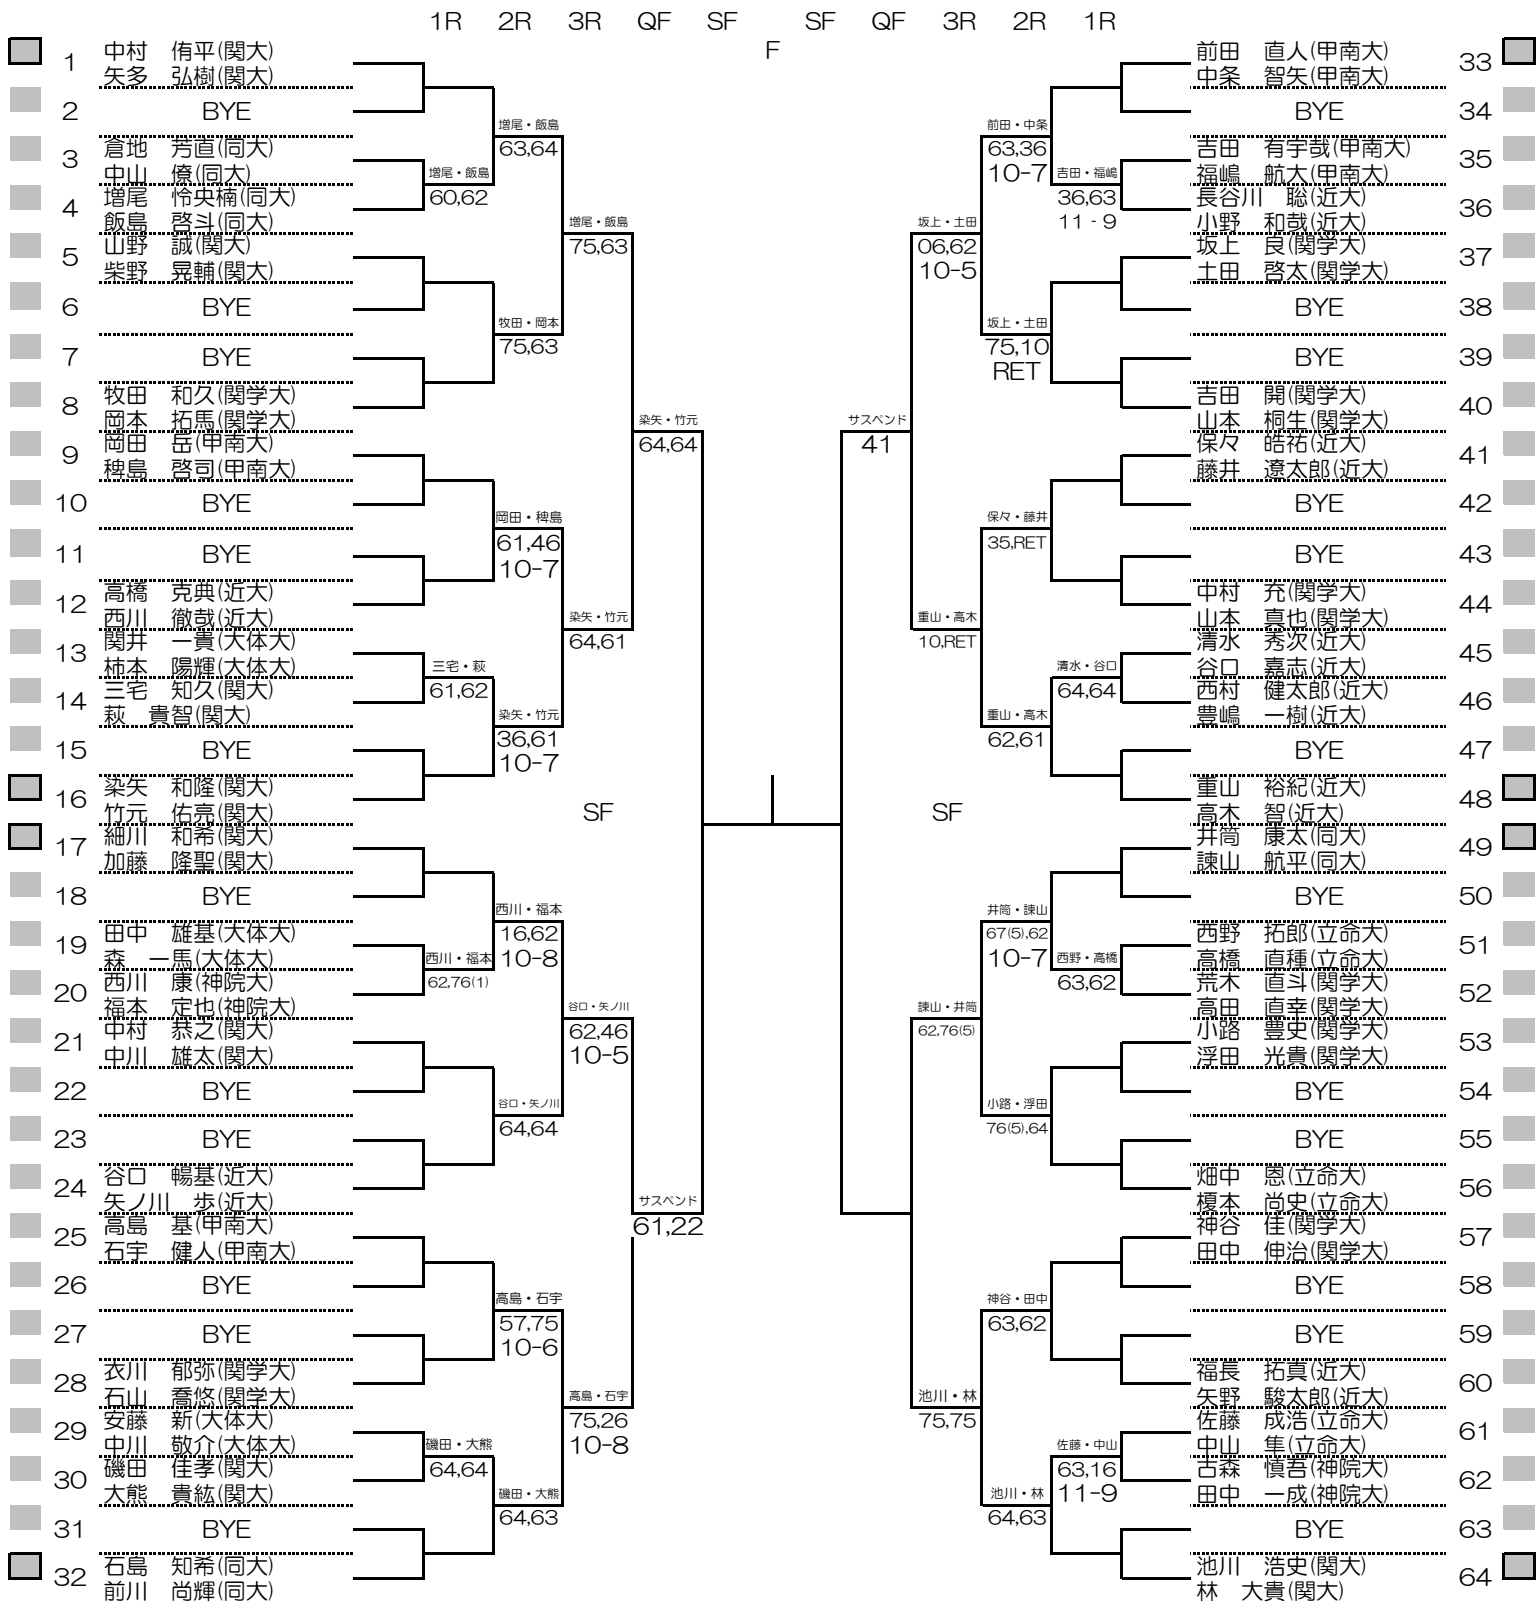 1R 2R 3R QF SF SF QF 3R 2R 1R
F
1 中村 侑平(関大)
矢多 弘樹(関大)
2 BYE
3 倉地 芳直(同大)
中山 僚(同大)
4 増尾 怜央楠(同大)
飯島 啓斗(同大)
5 山野 誠(関大)
柴野 晃輔(関大)
6 BYE
7 BYE
8 牧田 和久(関学大)
岡本 拓馬(関学大)
9 岡田 岳(甲南大)
稗島 啓司(甲南大)
10 BYE
11 BYE
12 高橋 克典(近大)
西川 徹哉(近大)
13 関井 一貴(大体大)
柿本 陽輝(大体大)
14 三宅 知久(関大)
萩 貴智(関大)
15 BYE
16 染矢 和隆(関大)
竹元 佑亮(関大)
17 細川 和希(関大)
加藤 隆聖(関大)
18 BYE
19 田中 雄基(大体大)
森 一馬(大体大)
20 西川 康(神院大)
福本 定也(神院大)
21 中村 恭之(関大)
中川 雄太(関大)
22 BYE
23 BYE
24 谷口 暢基(近大)
矢ノ川 歩(近大)
25 高島 基(甲南大)
石宇 健人(甲南大)
26 BYE
27 BYE
28 衣川 郁弥(関学大)
石山 喬悠(関学大)
29 安藤 新(大体大)
中川 敬介(大体大)
30 磯田 佳孝(関大)
大熊 貴紘(関大)
31 BYE
32 石島 知希(同大)
前川 尚輝(同大)
増尾・飯島
60,62
三宅・萩
61,62
西川・福本
62,76(1)
磯田・大熊
64,64
増尾・飯島
63,64
牧田・岡本
75,63
岡田・稗島
61,46
10-7
染矢・竹元
36,61
10-7
西川・福本
16,62
10-8
谷口・矢ノ川
64,64
高島・石宇
57,75
10-6
磯田・大熊
64,63
増尾・飯島
75,63
染矢・竹元
64,61
SF
谷口・矢ノ川
62,46
10-5
高島・石宇
75,26
10-8
染矢・竹元
64,64
サスペンド
61,22
サスペンド
41
坂上・土田
06,62
10-5
重山・高木
10,RET
SF
諫山・井筒
62,76(5)
池川・林
75,75
前田・中条
63,36
10-7
坂上・土田
75,10
RET
保々・藤井
35,RET
重山・高木
62,61
井筒・諫山
67(5),62
10-7
小路・浮田
76(5),64
神谷・田中
63,62
池川・林
64,63
吉田・福嶋
36,63
11-9
清水・谷口
64,64
西野・高橋
63,62
佐藤・中山
63,16
11-9
前田 直人(甲南大) 33
中条 智矢(甲南大)
BYE 34
吉田 有宇哉(甲南大) 35
福嶋 航大(甲南大)
長谷川 聡(近大) 36
小野 和哉(近大)
坂上 良(関学大) 37
土田 啓太(関学大)
BYE 38
BYE 39
吉田 開(関学大) 40
山本 桐生(関学大)
保々 皓祐(近大) 41
藤井 遼太郎(近大)
BYE 42
BYE 43
中村 充(関学大) 44
山本 真也(関学大)
清水 秀次(近大) 45
谷口 嘉志(近大)
西村 健太郎(近大) 46
豊嶋 一樹(近大)
BYE 47
重山 裕紀(近大) 48
高木 智(近大)
井筒 康太(同大) 49
諫山 航平(同大)
BYE 50
西野 拓郎(立命大) 51
高橋 直種(立命大)
荒木 直斗(関学大) 52
高田 直幸(関学大)
小路 豊史(関学大) 53
浮田 光貴(関学大)
BYE 54
BYE 55
畑中 恩(立命大) 56
榎本 尚史(立命大)
神谷 佳(関学大) 57
田中 伸治(関学大)
BYE 58
BYE 59
福長 拓真(近大) 60
矢野 駿太郎(近大)
佐藤 成浩(立命大) 61
中山 隼(立命大)
古森 慎吾(神院大) 62
田中 一成(神院大)
BYE 63
池川 浩史(関大) 64
林 大貴(関大)